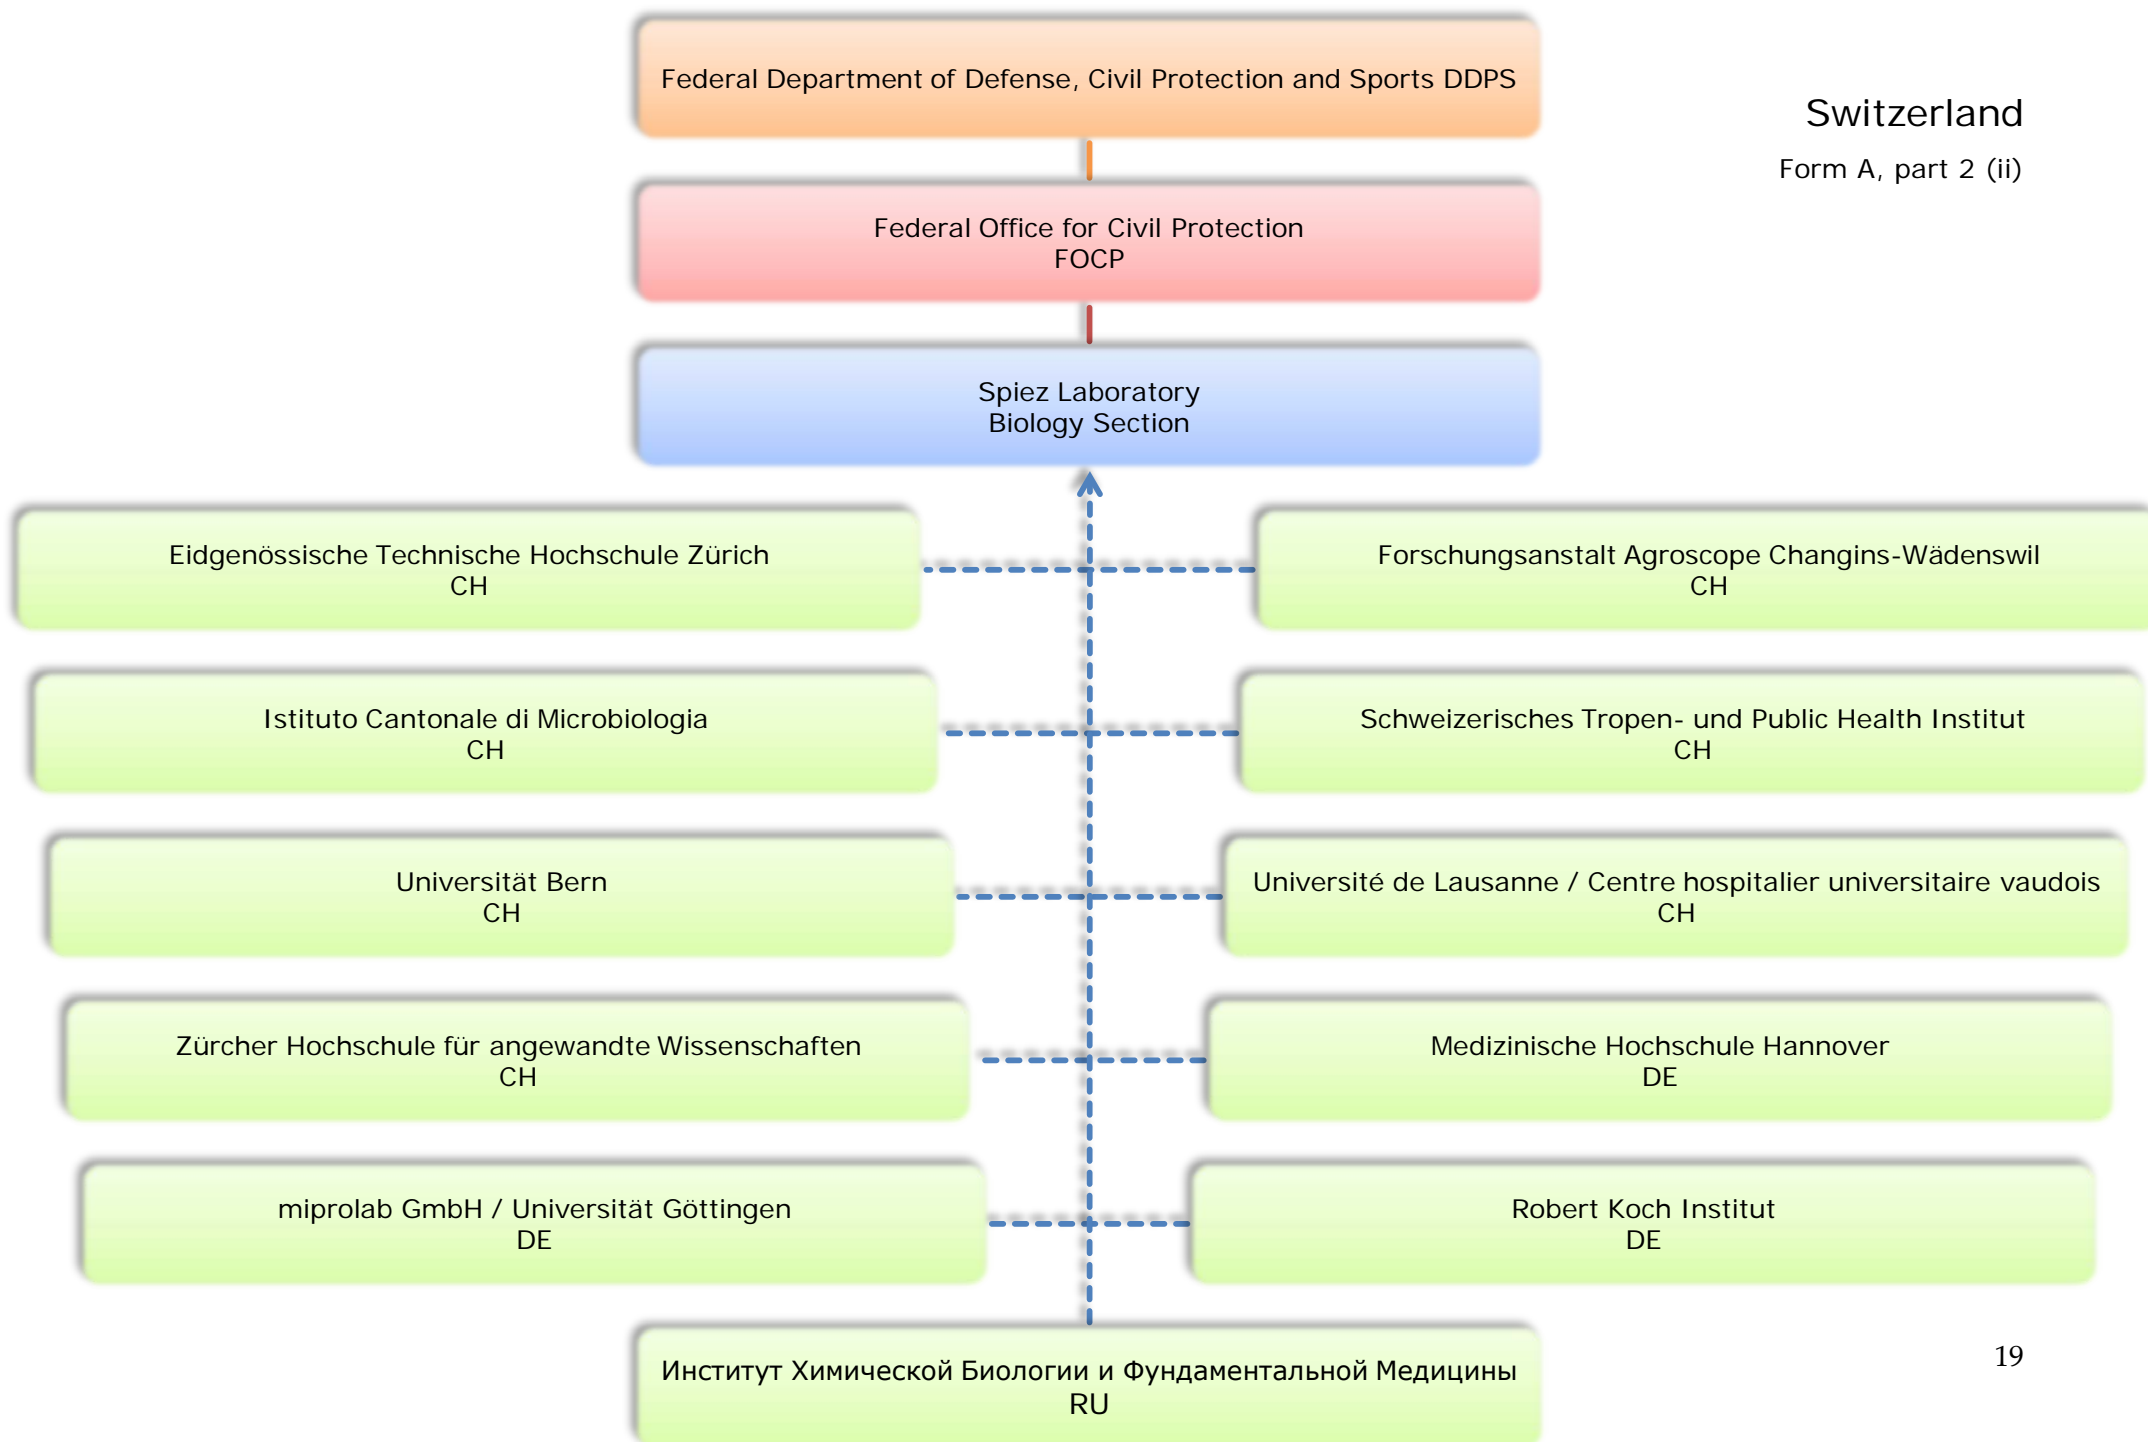 Federal Department of Defense, Civil Protection and Sports DDPS
Switzerland
Form A, part 2 (ii)
Federal Office for Civil Protection
FOCP
Spiez Laboratory
Biology Section
Eidgenössische Technische Hochschule Zürich
CH
Forschungsanstalt Agroscope Changins-Wädenswil
CH
Istituto Cantonale di Microbiologia
CH
Schweizerisches Tropen- und Public Health Institut
CH
Universität Bern
CH
Université de Lausanne / Centre hospitalier universitaire vaudois
CH
Zürcher Hochschule für angewandte Wissenschaften
CH
Medizinische Hochschule Hannover
DE
miprolab GmbH / Universität Göttingen
DE
Robert Koch Institut
DE
Институт Химической Биологии и Фундаментальной Медицины
RU
19